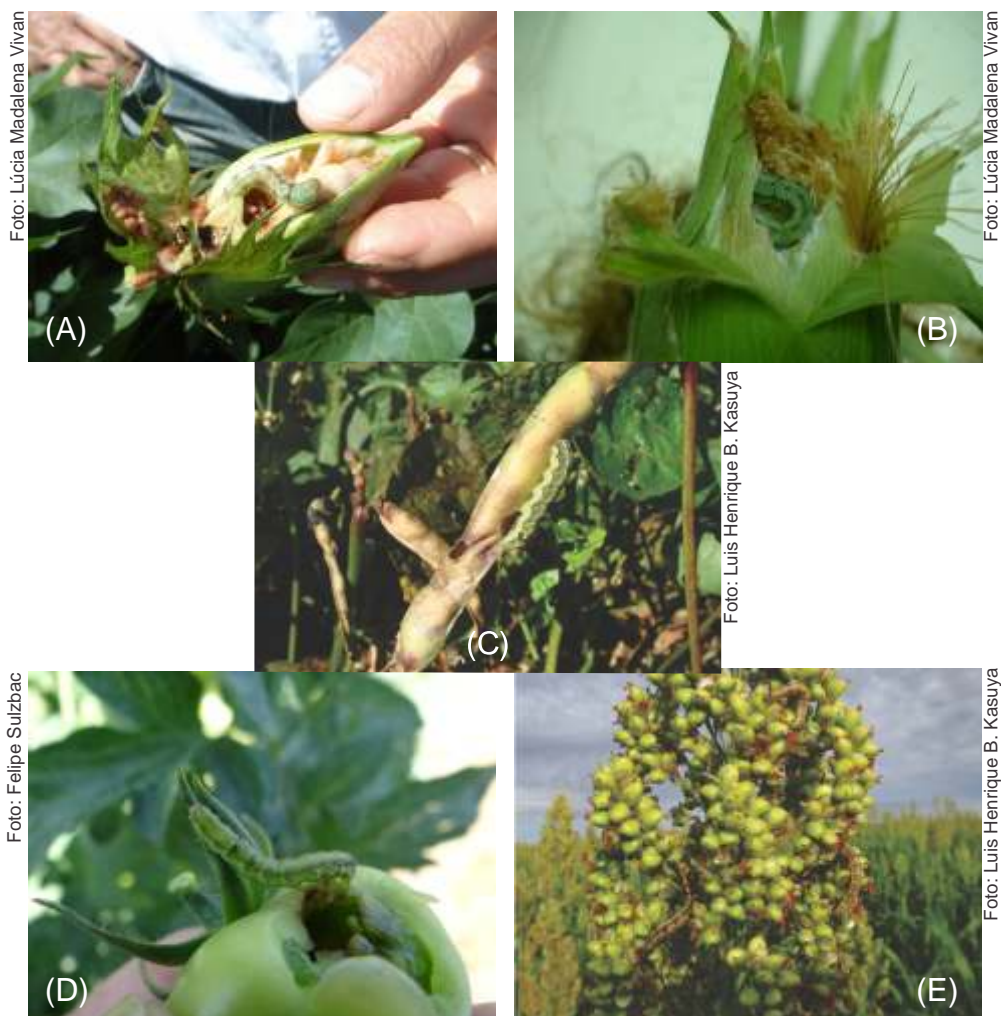 Foto: Lúcia Madalena Vivan
(A)
Foto: Lúcia Madalena Vivan
(B)
Foto: Luis Henrique B. Kasuya
(C)
Foto: Felipe Sulzbac
(D)
Foto: Luis Henrique B. Kasuya
(E)